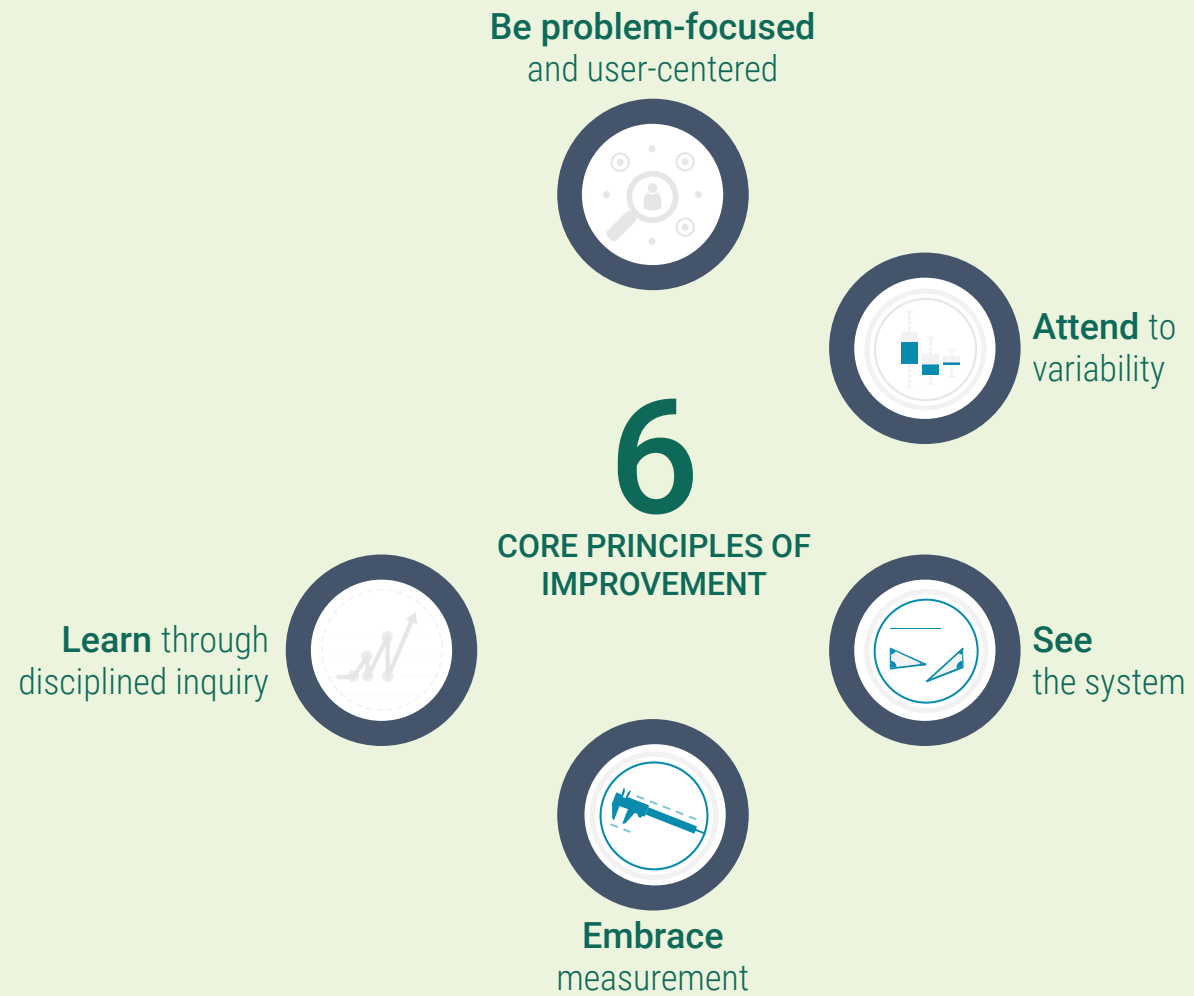 Be problem-focused
and user-centered
Attend to
variability
6
CORE PRINCIPLES OF
IMPROVEMENT
See
the system
Learn through
disciplined inquiry
Embrace
measurement